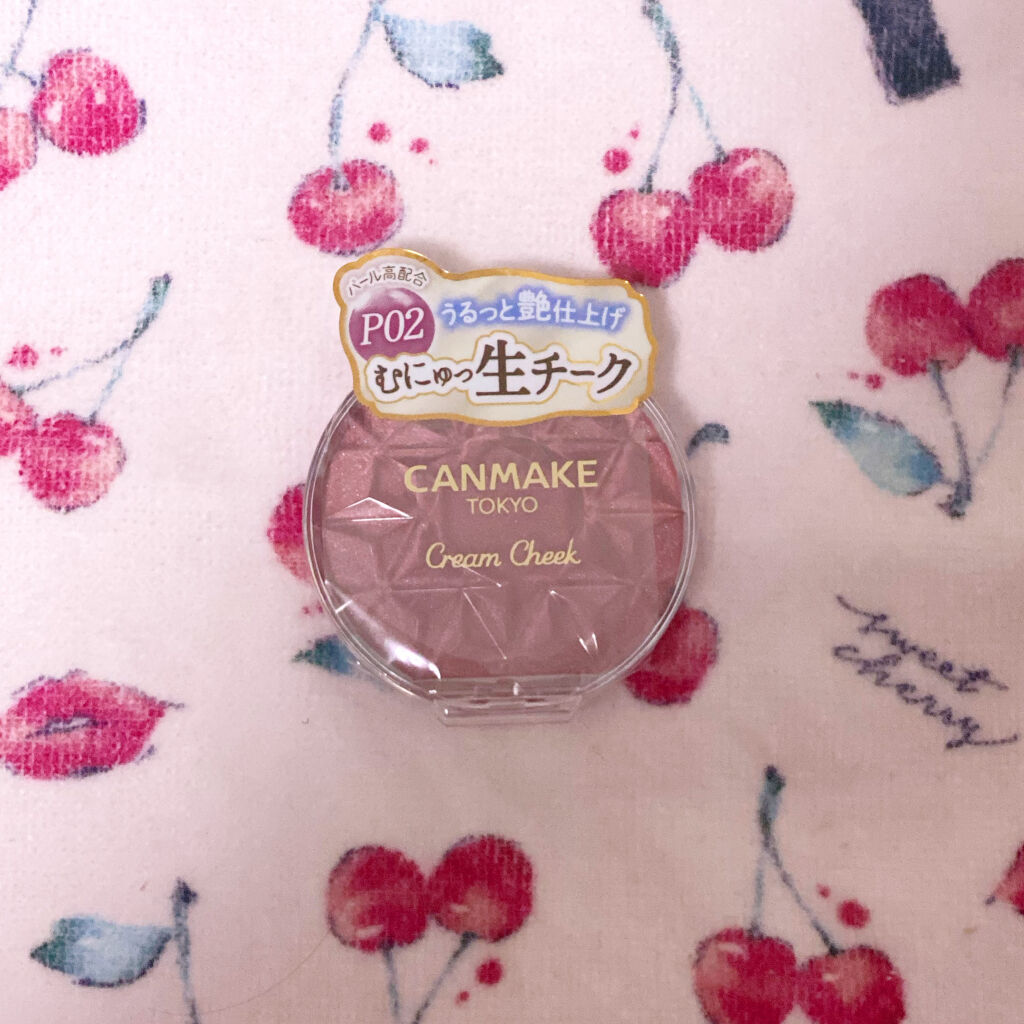 パール高配合
P02
うるっと艶仕上げ
むにゅっ生チーク
CANMAKE
TOKYO
Cream Cheek
sweet
cherry